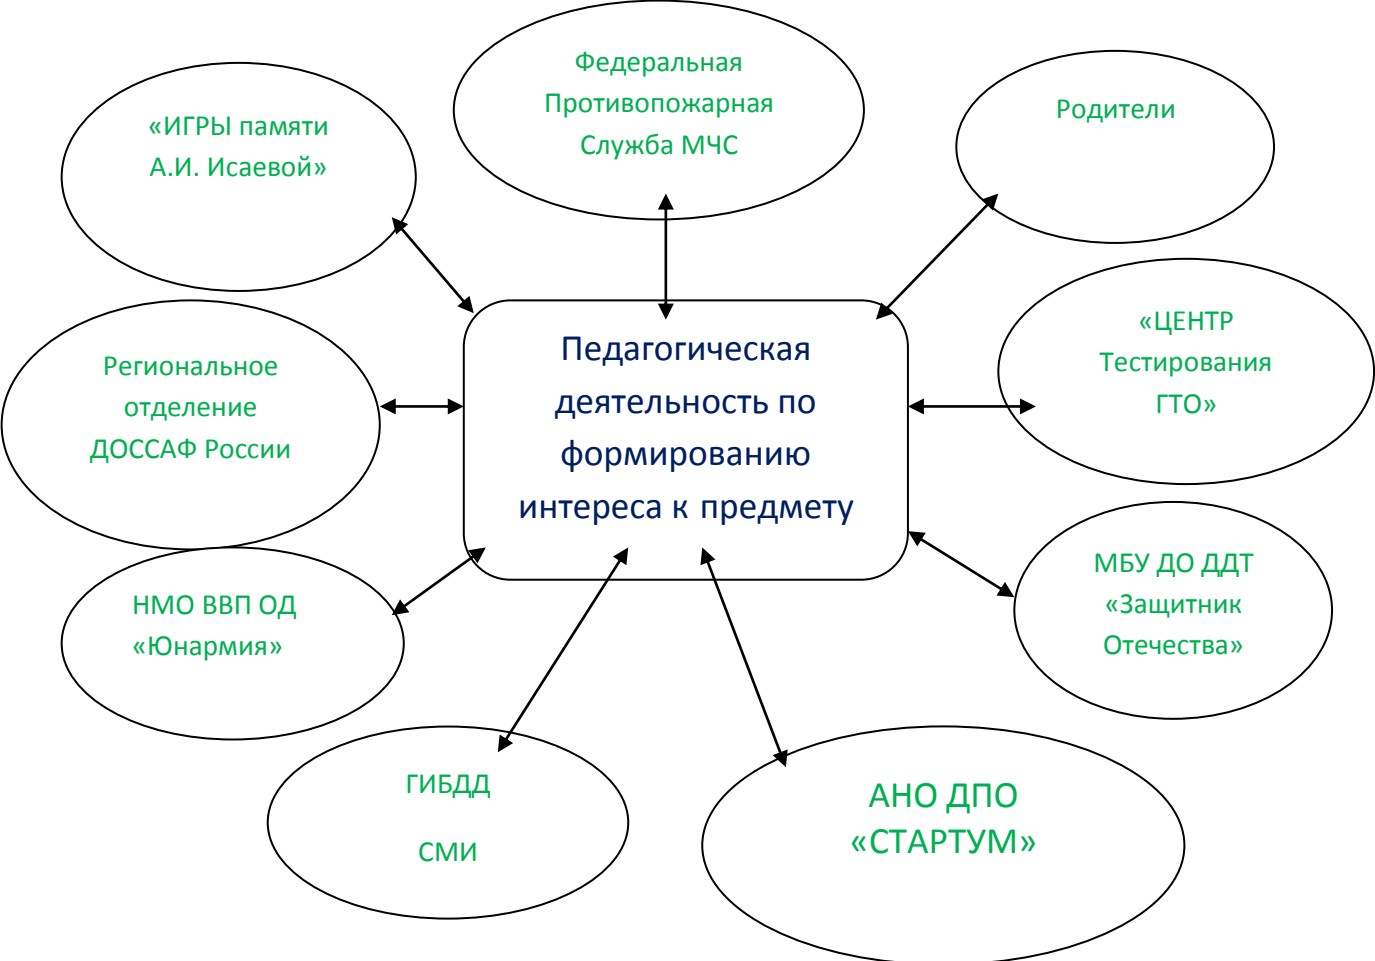 Федеральная
Противопожарная
Служба МЧС
«ИГРЫ памяти
А.И. Исаевой»
Родители
«ЦЕНТР
Тестирования
ГТО»
Региональное
отделение
ДОССАФ России
Педагогическая
деятельность по
формированию
интереса к предмету
НМО ВВП ОД
«Юнармия»
МБУ ДО ДДТ
«Защитник
Отечества»
ГИБДД
СМИ
АНО ДПО
«СТАРТУМ»